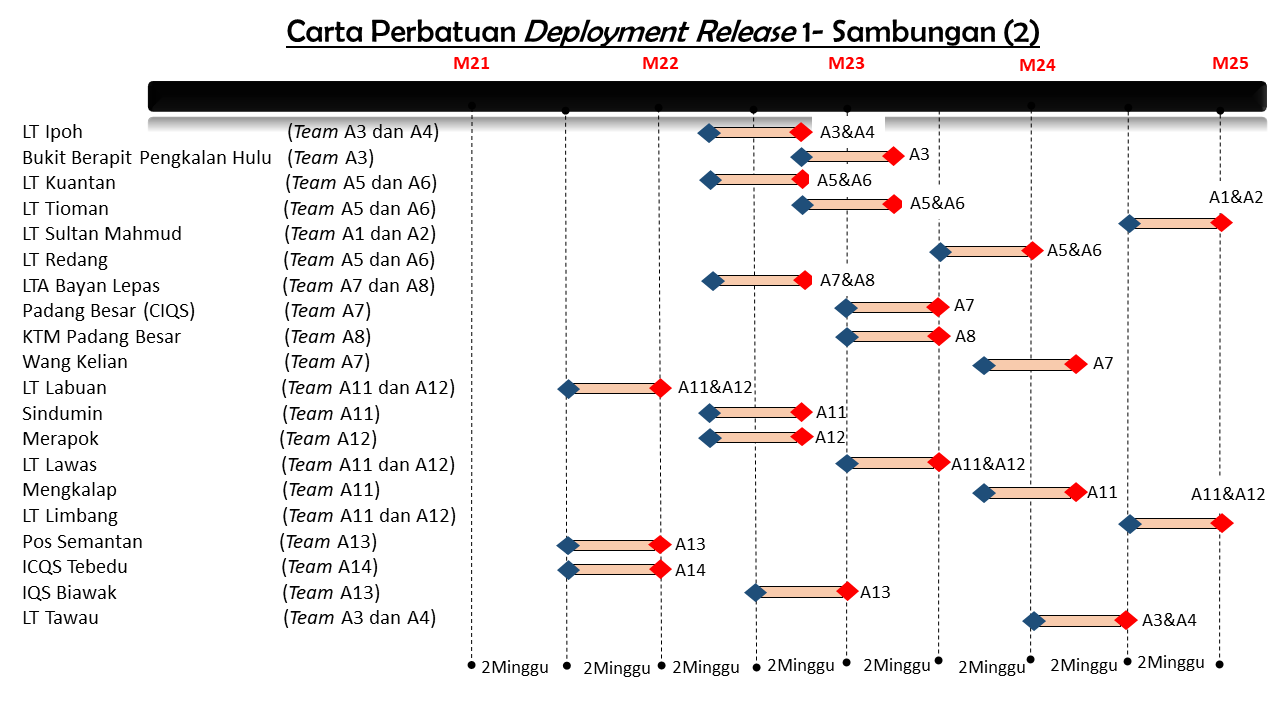 Carta Perbatuan Deployment Release 1- Sambungan (2)
M21 M22 M23 M24 M25
LT Ipoh (Team A3 dan A4) A3&A4
Bukit Berapit Pengkalan Hulu (Team A3) A3
LT Kuantan (Team A5 dan A6) A5&A6
LT Tioman (Team A5 dan A6) A5&A6
A1&A2
LT Sultan Mahmud (Team A1 dan A2)
LT Redang (Team A5 dan A6) A5&A6
LTA Bayan Lepas (Team A7 dan A8) A7&A8
Padang Besar (CIQS) (Team A7) A7
KTM Padang Besar (Team A8) A8
Wang Kelian (Team A7) A7
LT Labuan (Team A11 dan A12) A11&A12
Sindumin (Team A11) A11
Merapok (Team A12) A12
LT Lawas (Team A11 dan A12) A11&A12
Mengkalap (Team A11) A11
A11&A12
LT Limbang (Team A11 dan A12)
Pos Semantan (Team A13) A13
ICQS Tebedu (Team A14) A14
IQS Biawak (Team A13) A13
LT Tawau (Team A3 dan A4) A3&A4
2Minggu 2Minggu 2Minggu 2Minggu 2Minggu 2Minggu 2Minggu 2Minggu